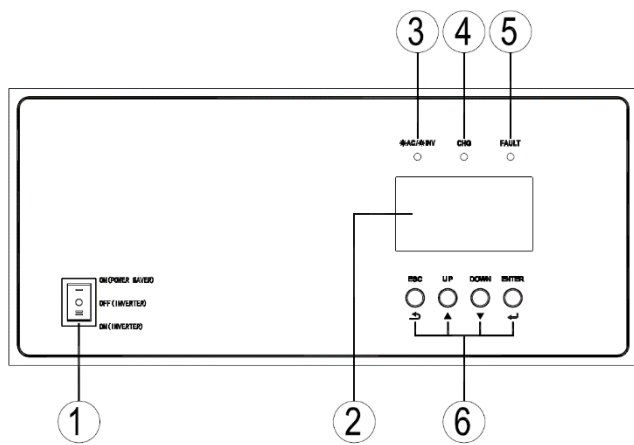 3 4 5
☀AC/☀INV CHG FAULT
ESC UP DOWN ENTER
ON(POWER SAVER)
OFF(INVERTER)
ON(INVERTER)
1 2 6